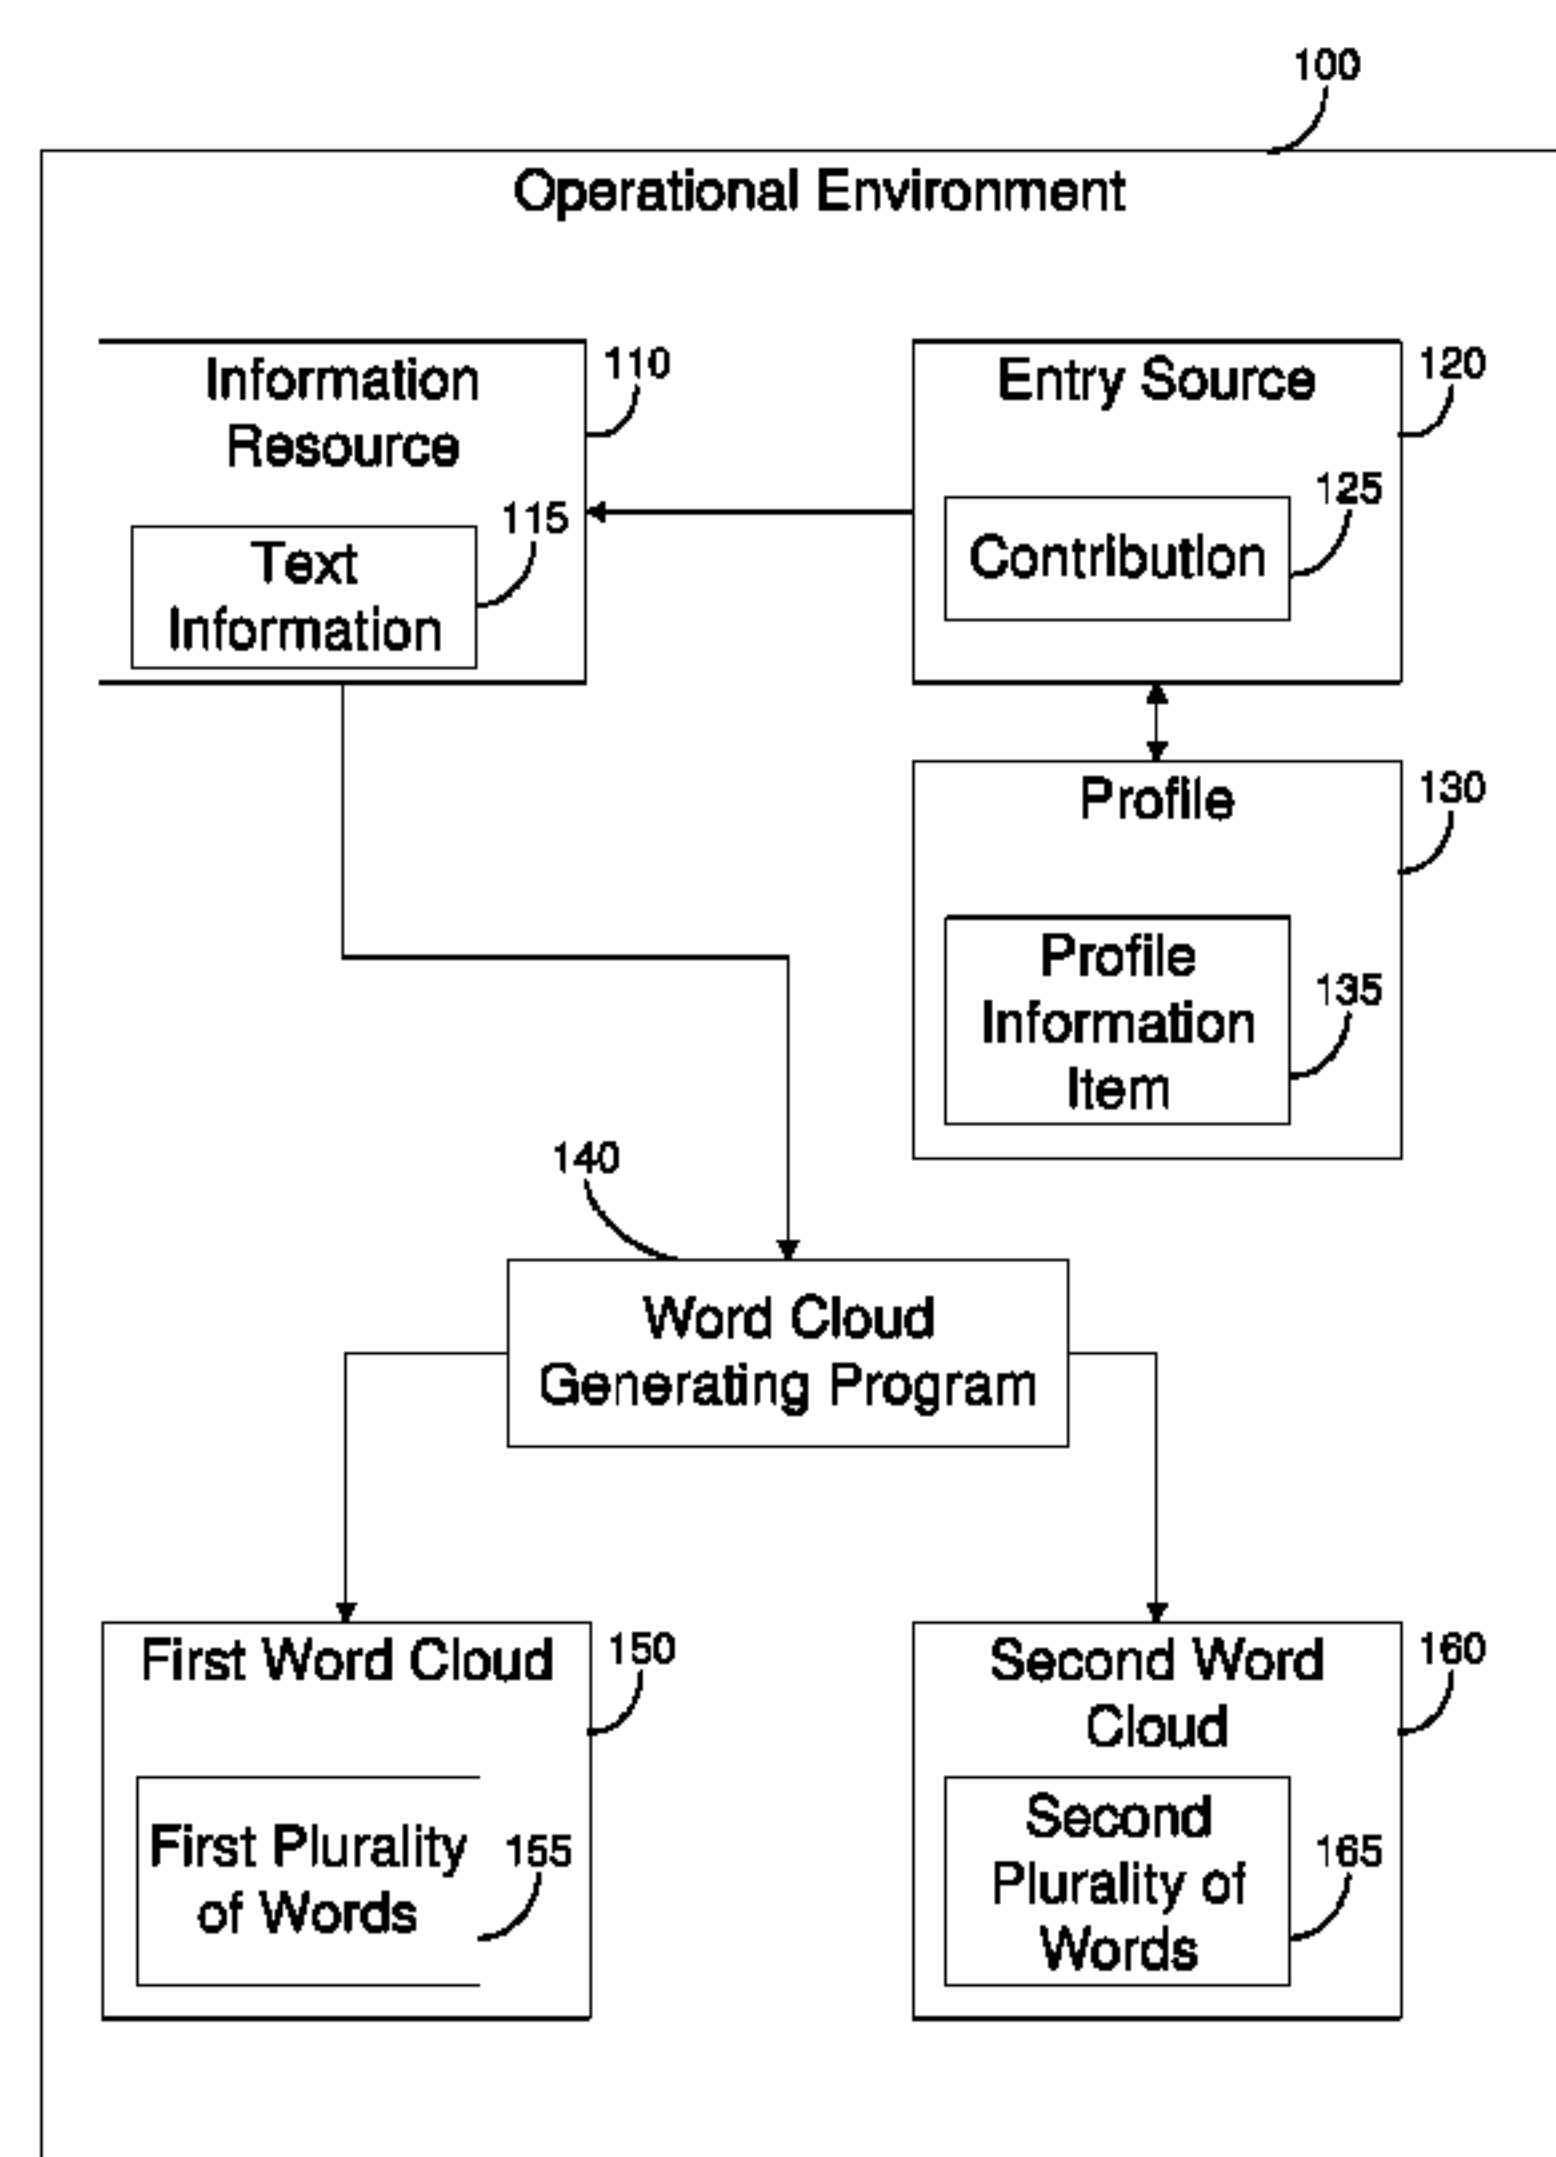 100
Operational Environment
Information
Resource
110
Text
Information
115
Entry Source
120
Contribution
125
Profile
130
Profile
Information
Item
135
140
Word Cloud
Generating Program
First Word Cloud
150
First Plurality
of Words
155
Second Word
Cloud
160
Second
Plurality of
Words
165